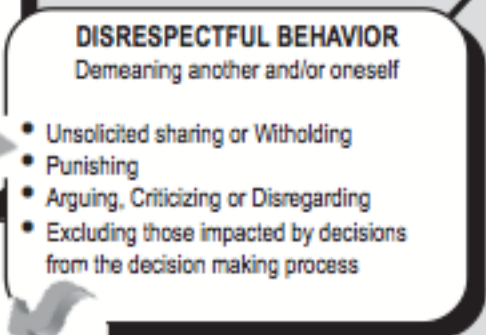 DISRESPECTFUL BEHAVIOR
Demeaning another and/or oneself
• Unsolicited sharing or Witholding
• Punishing
• Arguing, Criticizing or Disregarding
• Excluding those impacted by decisions
from the decision making process